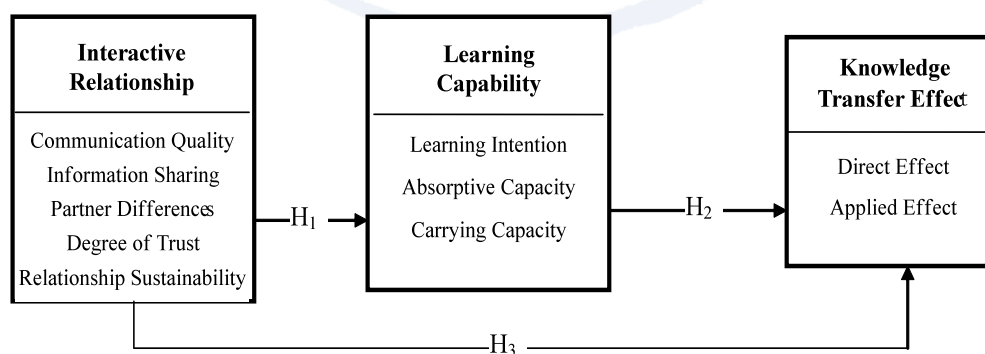 Interactive
Relationship
Communication Quality
Information Sharing
Partner Differences
Degree of Trust
Relationship Sustainability
H1
Learning
Capability
Learning Intention
Absorptive Capacity
Carrying Capacity
H2
Knowledge
Transfer Effect
Direct Effect
Applied Effect
H3